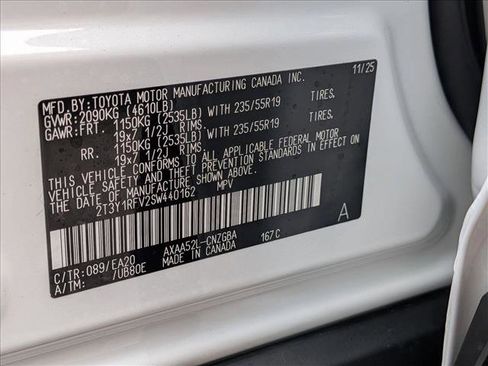 MFD.BY:TOYOTA MOTOR MANUFACTURING CANADA INC. 11/25
GVWR:2090KG (4610LB)
GAWR:FRT. 1150KG (2535LB) WITH 235/55R19 TIRES.
19x7 1/2J RIMS.
RR. 1150KG (2535LB) WITH 235/55R19 TIRES.
19x7 1/2J RIMS.
THIS VEHICLE CONFORMS TO ALL APPLICABLE FEDERAL MOTOR
VEHICLE SAFETY AND THEFT PREVENTION STANDARDS IN EFFECT
ON THE DATE OF MANUFACTURE SHOWN ABOVE.
2T3Y1RFV2SW440162 MPV
A
C/TR:089/EA20 AXAA52L-CNZGBA 167C
A/TM: /UB80E MADE IN CANADA